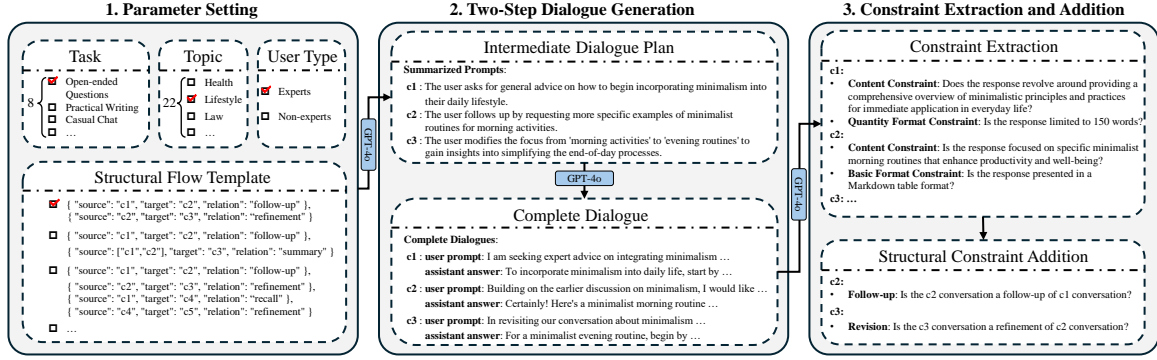 1. Parameter Setting
Task
8
Open-ended
Questions
Practical Writing
Casual Chat
...
Topic
22
Health
Lifestyle
Law
...
User Type
Experts
Non-experts
Structural Flow Template
{ "source": "c1", "target": "c2", "relation": "follow-up" },
{ "source": "c2", "target": "c3", "relation": "refinement" }
{ "source": "c1", "target": "c2", "relation": "follow-up" },
{ "source": ["c1","c2"], "target": "c3", "relation": "summary" }
{ "source": "c1", "target": "c2", "relation": "follow-up" },
{ "source": "c2", "target": "c3", "relation": "refinement" },
{ "source": "c1", "target": "c4", "relation": "recall" },
{ "source": "c4", "target": "c5", "relation": "refinement" }
...
GPT-4o
2. Two-Step Dialogue Generation
Intermediate Dialogue Plan
Summarized Prompts:
c1 : The user asks for general advice on how to begin incorporating minimalism into
their daily lifestyle.
c2 : The user follows up by requesting more specific examples of minimalist
routines for morning activities.
c3 : The user modifies the focus from 'morning activities' to 'evening routines' to
gain insights into simplifying the end-of-day processes.
GPT-4o
Complete Dialogue
Complete Dialogues:
c1 : user prompt: I am seeking expert advice on integrating minimalism ...
assistant answer: To incorporate minimalism into daily life, start by ...
c2 : user prompt: Building on the earlier discussion on minimalism, I would like ...
assistant answer: Certainly! Here's a minimalist morning routine ...
c3 : user prompt: In revisiting our conversation about minimalism ...
assistant answer: For a minimalist evening routine, begin by ...
GPT-4o
3. Constraint Extraction and Addition
Constraint Extraction
c1:
• Content Constraint: Does the response revolve around providing a
comprehensive overview of minimalistic principles and practices
for immediate application in everyday life?
• Quantity Format Constraint: Is the response limited to 150 words?
c2:
• Content Constraint: Is the response focused on specific minimalist
morning routines that enhance productivity and well-being?
• Basic Format Constraint: Is the response presented in a
Markdown table format?
c3: ...
Structural Constraint Addition
c2:
• Follow-up: Is the c2 conversation a follow-up of c1 conversation?
c3:
• Revision: Is the c3 conversation a refinement of c2 conversation?